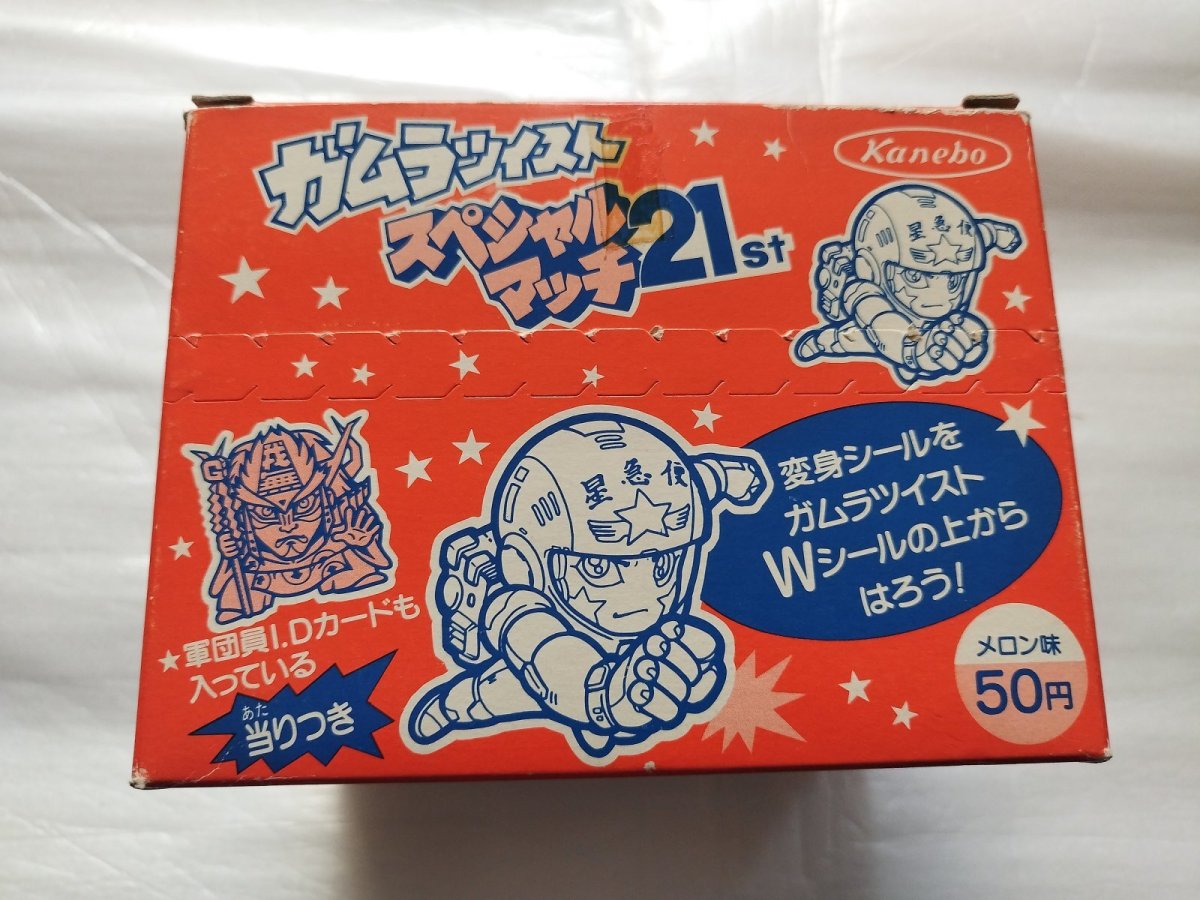 ガムラツイスト
スペシャル
マッチ21st
Kanebo
星急便
星急便
変身シールを
ガムラツイスト
Wシールの上から
はろう!
★軍団員I.Dカードも
入っている
あた
当りつき
メロン味
50円